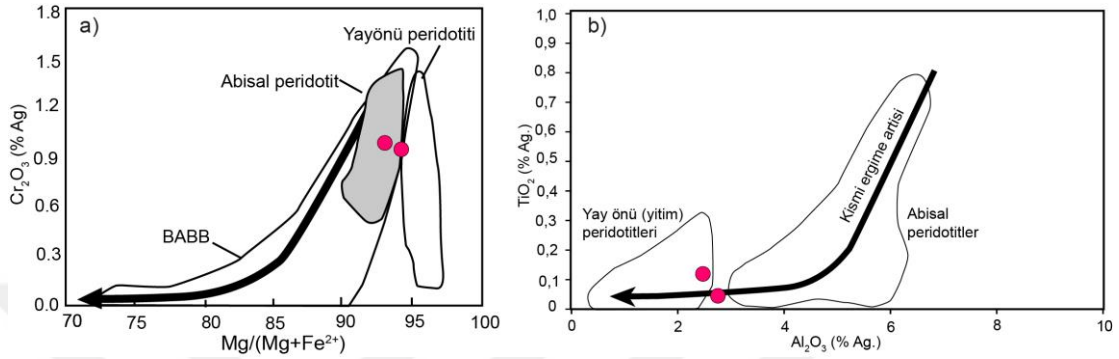 a)
1.8
1.5
1.2
0.9
0.6
0.3
0.0
Cr₂O₃ (% Ag)
Yayönü peridotiti
Abisal peridotit
BABB
70 75 80 85 90 95 100
Mg/(Mg+Fe²⁺)
b)
1,0
0,9
0,8
0,7
0,6
0,5
0,4
0,3
0,2
0,1
0
TiO₂ (% Ag.)
Kismi ergime artisi
Yay önü (yitim)
peridotitleri
Abisal
peridotitler
0 2 4 6 8 10
Al₂O₃ (% Ag.)